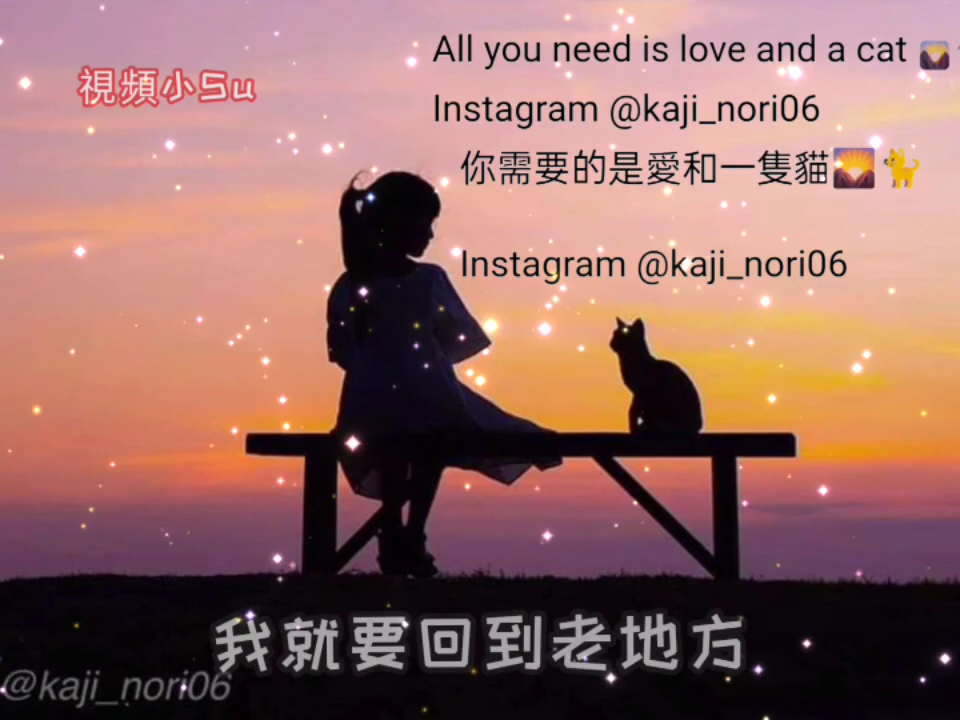 視頻小Su
All you need is love and a cat 🌄
Instagram @kaji_nori06
你需要的是愛和一隻貓🌄🐈
Instagram @kaji_nori06
我就要回到老地方
@kaji_nori06